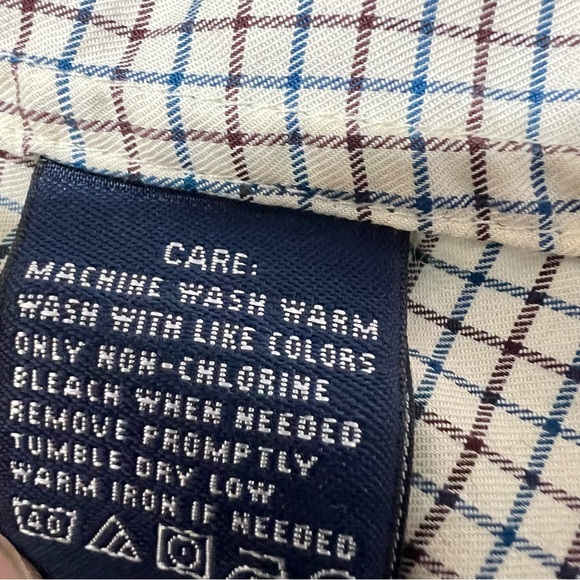 CARE:
MACHINE WASH WARM
WASH WITH LIKE COLORS
ONLY NON-CHLORINE
BLEACH WHEN NEEDED
REMOVE PROMPTLY
TUMBLE DRY LOW
WARM IRON IF NEEDED
40